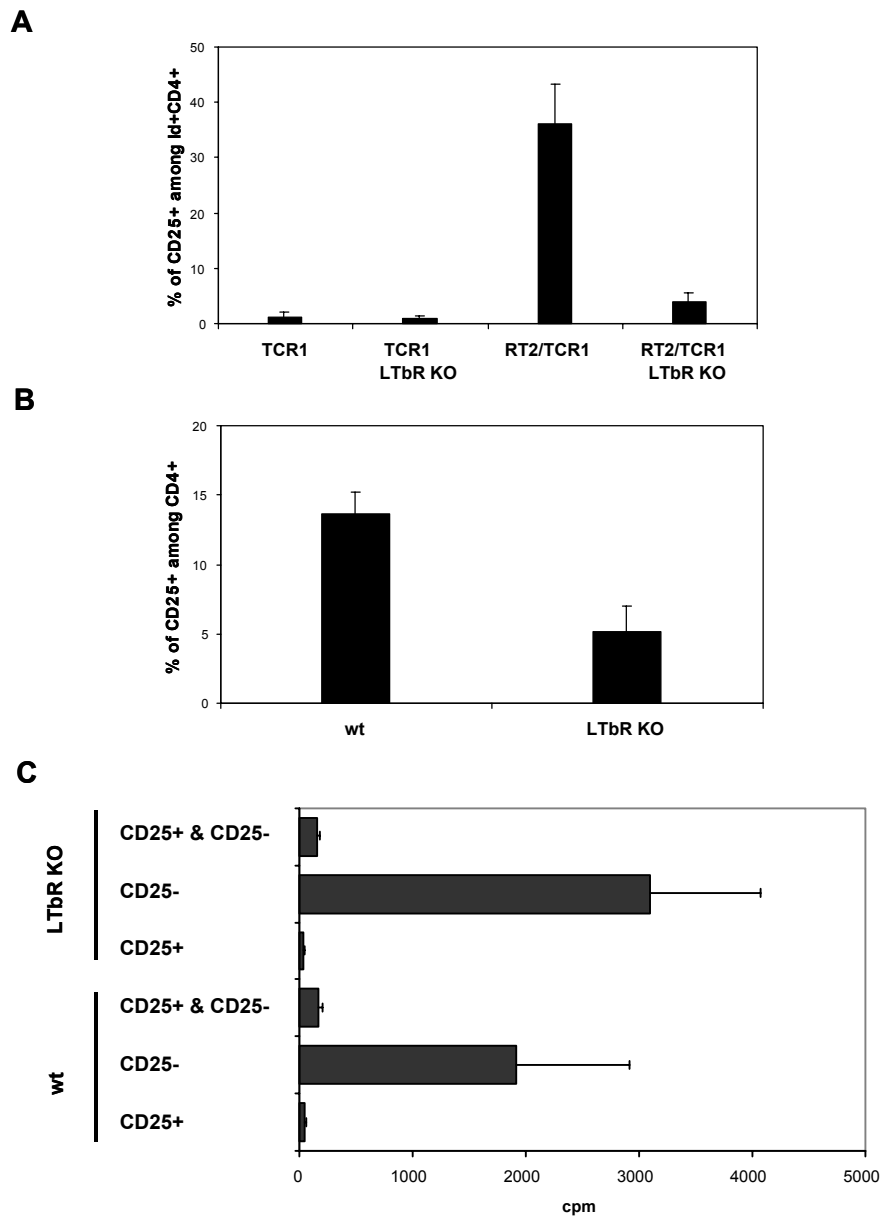 A
% of CD25+ among Id+CD4+
50
40
30
20
10
0
TCR1
TCR1
LTbR KO
RT2/TCR1
RT2/TCR1
LTbR KO
B
% of CD25+ among CD4+
20
15
10
5
0
wt
LTbR KO
C
LTbR KO
CD25+ & CD25-
CD25-
CD25+
wt
CD25+ & CD25-
CD25-
CD25+
0
1000
2000
3000
4000
5000
cpm